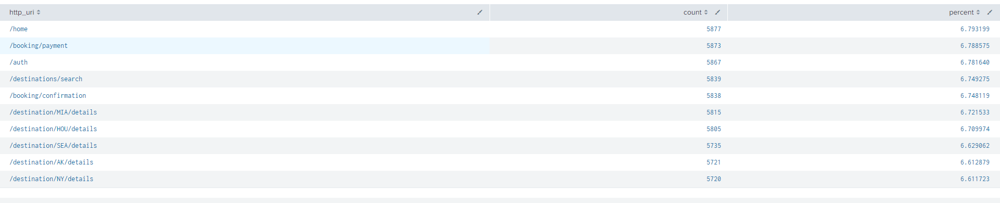 http_uri count percent
/home 5877 6.793199
/booking/payment 5873 6.788575
/auth 5867 6.781640
/destinations/search 5839 6.749275
/booking/confirmation 5838 6.748119
/destination/MIA/details 5815 6.721533
/destination/HOU/details 5805 6.709974
/destination/SEA/details 5735 6.629062
/destination/AK/details 5721 6.612879
/destination/NY/details 5720 6.611723